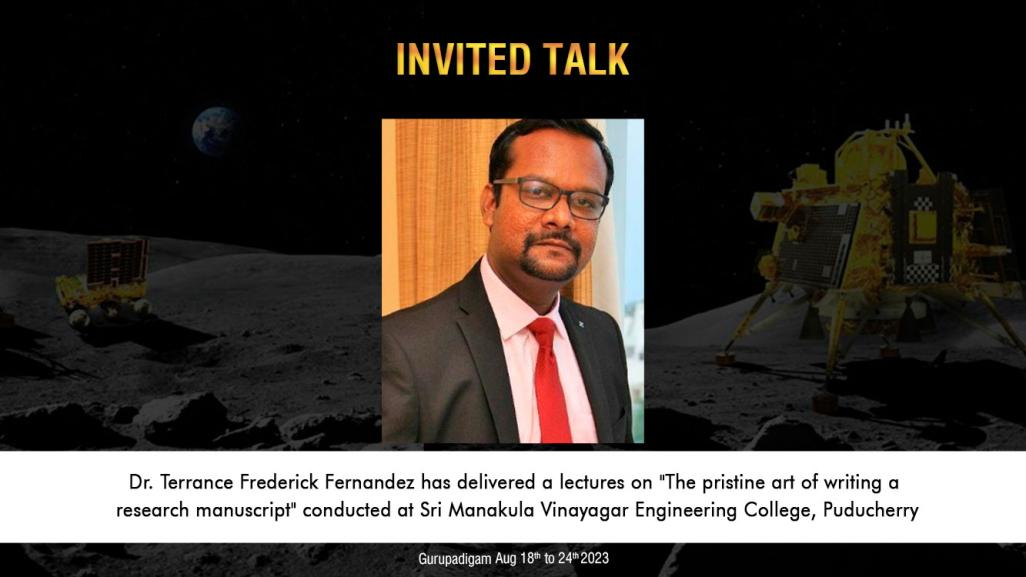 INVITED TALK
Dr. Terrance Frederick Fernandez has delivered a lectures on "The pristine art of writing a
research manuscript" conducted at Sri Manakula Vinayagar Engineering College, Puducherry
Gurupadigam Aug 18th to 24th 2023